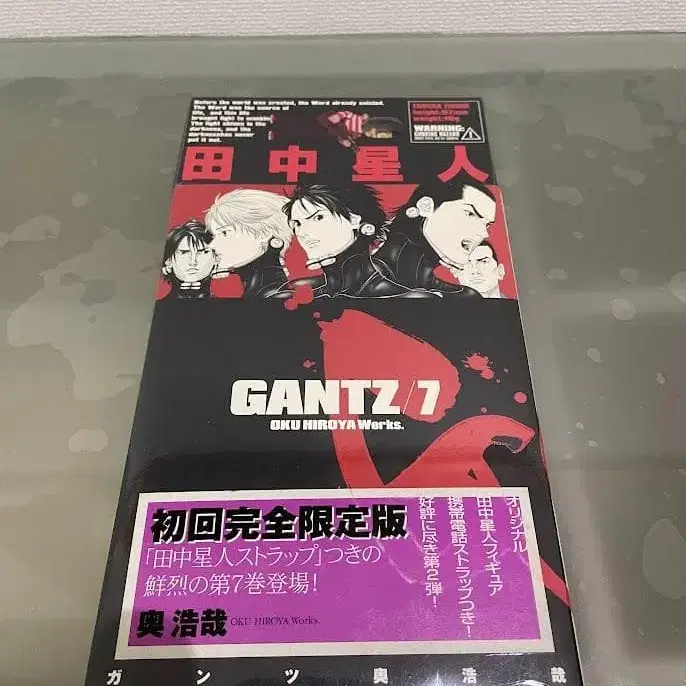 Before the world was created, the Word already existed.
The Word was the source of
brought light to
The light shines in the
darkness, and the
darkness never
put it out.
WARNING:
CHOKING HAZARD
田中星人
GANTZ/7
OKU HIROYA Works.
初回完全限定版
「田中星人ストラップ」つきの
鮮烈の第7巻登場!
奥 浩哉 OKU HIROYA Works.
オリジナル
田中星人フィギュア
携帯電話ストラップつき!
好評に尽き第2弾!
ガンツ 奥 浩哉